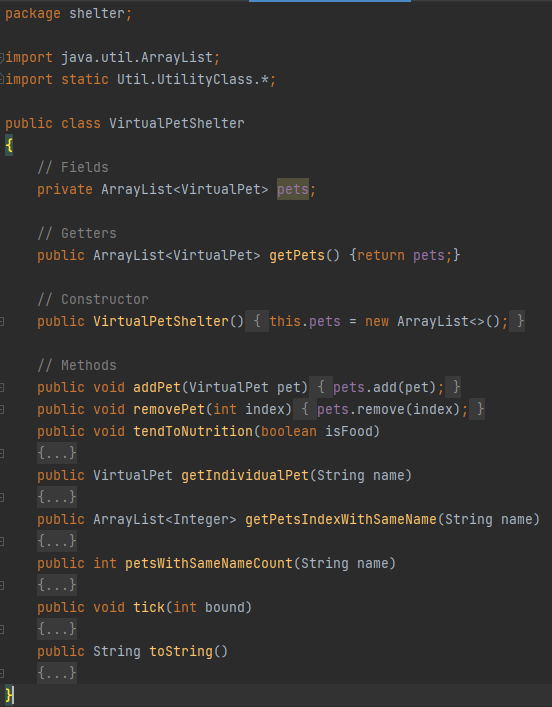 package shelter;
import java.util.ArrayList;
import static Util.UtilityClass.*;
public class VirtualPetShelter
{
// Fields
private ArrayList<VirtualPet> pets;
// Getters
public ArrayList<VirtualPet> getPets() {return pets;}
// Constructor
public VirtualPetShelter() { this.pets = new ArrayList<>(); }
// Methods
public void addPet(VirtualPet pet) { pets.add(pet); }
public void removePet(int index) { pets.remove(index); }
public void tendToNutrition(boolean isFood)
{...}
public VirtualPet getIndividualPet(String name)
{...}
public ArrayList<Integer> getPetsIndexWithSameName(String name)
{...}
public int petsWithSameNameCount(String name)
{...}
public void tick(int bound)
{...}
public String toString()
{...}
}